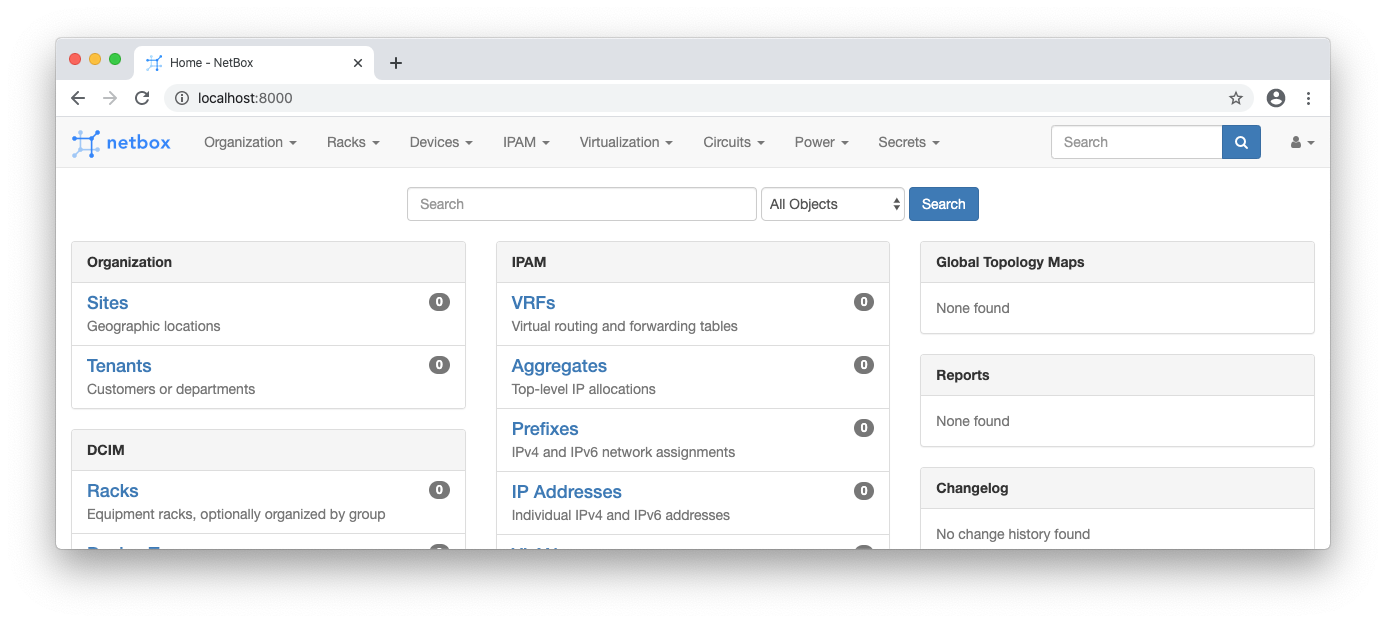 Home - NetBox
localhost:8000
netbox Organization Racks Devices IPAM Virtualization Circuits Power Secrets Search
Search All Objects Search
Organization
Sites 0
Geographic locations
Tenants 0
Customers or departments
DCIM
Racks 0
Equipment racks, optionally organized by group
IPAM
VRFs 0
Virtual routing and forwarding tables
Aggregates 0
Top-level IP allocations
Prefixes 0
IPv4 and IPv6 network assignments
IP Addresses 0
Individual IPv4 and IPv6 addresses
Global Topology Maps
None found
Reports
None found
Changelog
No change history found